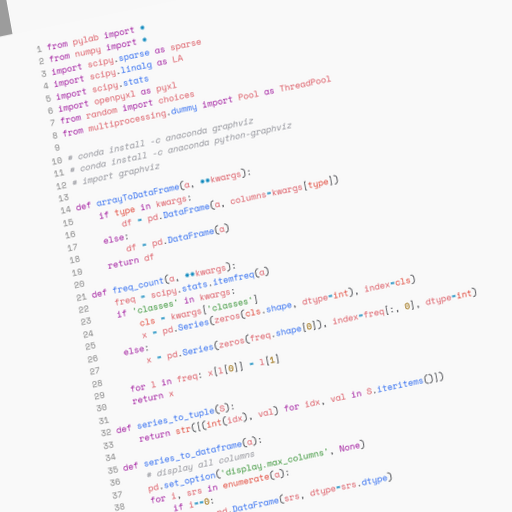 1 from pylab import *
2 from numpy import *
3 import scipy.sparse as sparse
4 import scipy.linalg as LA
5 import scipy.stats
6 import openpyxl as pyxl
7 from random import choices
8 from multiprocessing.dummy import Pool as ThreadPool
9
10 # conda install -c anaconda graphviz
11 # conda install -c anaconda python-graphviz
12 # import graphviz
13
14 def arrayToDataFrame(a, **kwargs):
15 if type in kwargs:
16 df = pd.DataFrame(a, columns=kwargs[type])
17 else:
18 df = pd.DataFrame(a)
19 return df
20
21 def freq_count(a, **kwargs):
22 freq = scipy.stats.itemfreq(a)
23 if 'classes' in kwargs:
24 cls = kwargs['classes']
25 x = pd.Series(zeros(cls.shape, dtype=int), index=cls)
26 else:
27 x = pd.Series(zeros(freq.shape[0]), index=freq[:, 0], dtype=int)
28
29 for l in freq: x[l[0]] = l[1]
30 return x
31
32 def series_to_tuple(S):
33 return str([(int(idx), val) for idx, val in S.iteritems()])
34
35 def series_to_dataframe(a):
36 # display all columns
37 pd.set_option('display.max_columns', None)
38 for i, srs in enumerate(a):
if i==0:
pd.DataFrame(srs, dtype=srs.dtype)